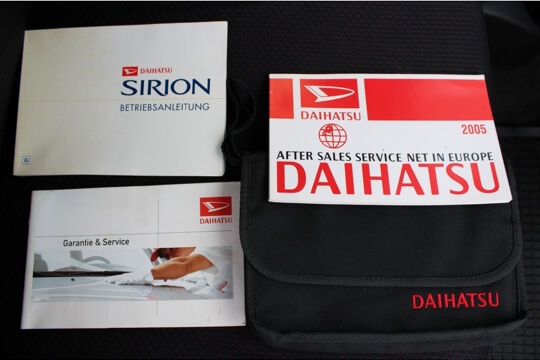 DAIHATSU
SIRION
BETRIEBSANLEITUNG
G
DAIHATSU
2005
AFTER SALES SERVICE NET IN EUROPE
DAIHATSU
DAIHATSU
Garantie & Service
DAIHATSU